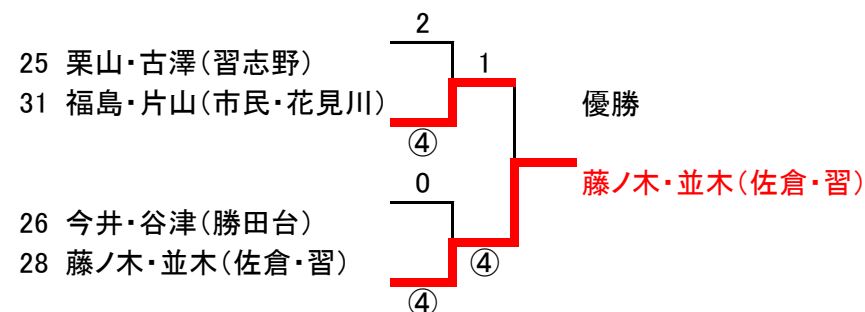 2
25 栗山・古澤(習志野)
1
31 福島・片山(市民・花見川)
優勝
④
0
藤ノ木・並木(佐倉・習)
26 今井・谷津(勝田台)
28 藤ノ木・並木(佐倉・習)
④
④